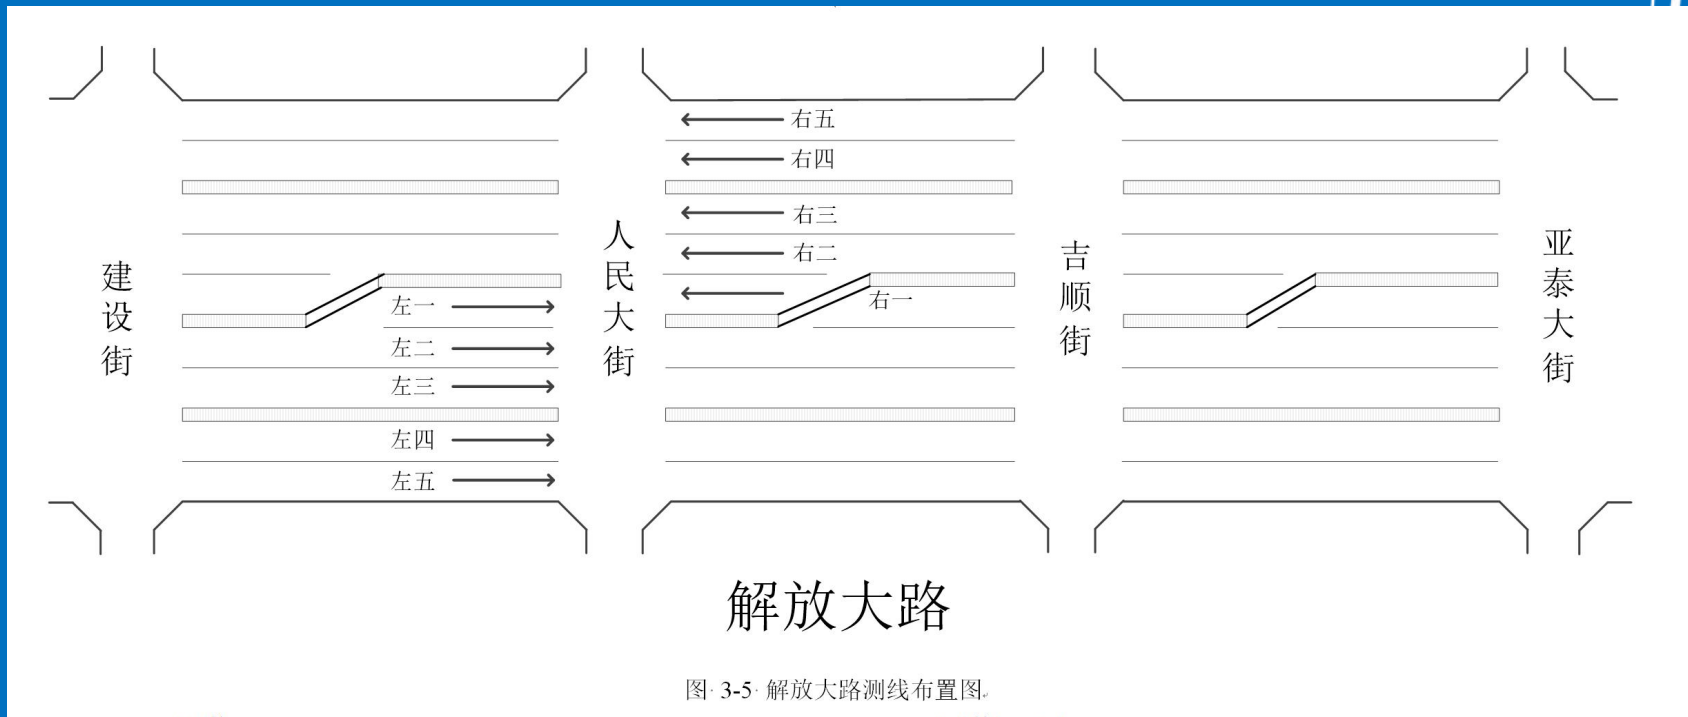 右五
右四
右三
右二
右一
左一
左二
左三
左四
左五
建设街
人民大街
吉顺街
亚泰大街
解放大路
图 3-5 解放大路测线布置图